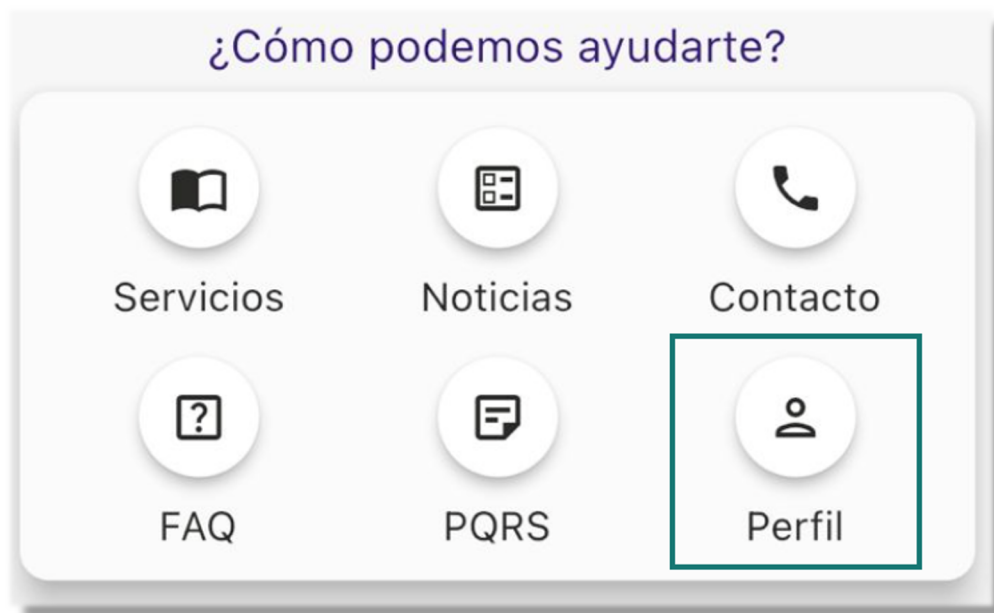 ¿Cómo podemos ayudarte?
Servicios Noticias Contacto
FAQ PQRS Perfil